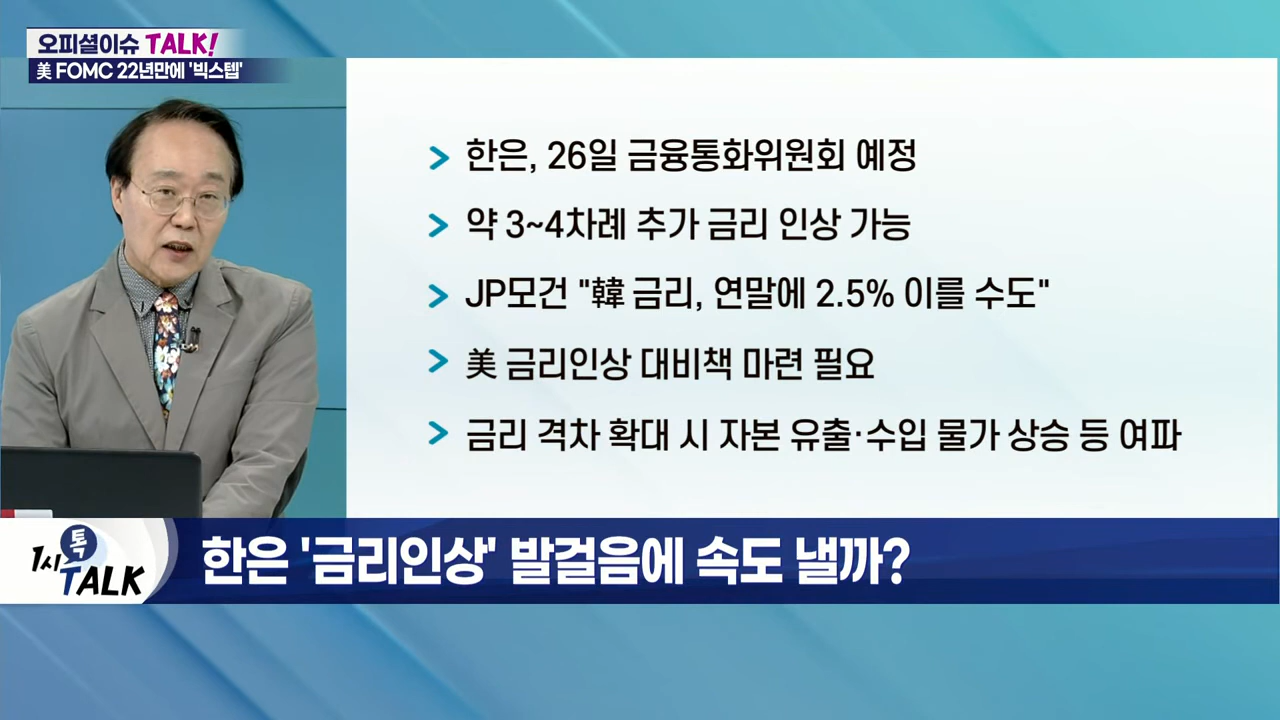 오피셜이슈 TALK!
美 FOMC 22년만에 '빅스텝'
> 한은, 26일 금융통화위원회 예정
> 약 3~4차례 추가 금리 인상 가능
> JP모건 "韓 금리, 연말에 2.5% 이를 수도"
> 美 금리인상 대비책 마련 필요
> 금리 격차 확대 시 자본 유출·수입 물가 상승 등 여파
1시 톡 TALK
한은 '금리인상' 발걸음에 속도 낼까?